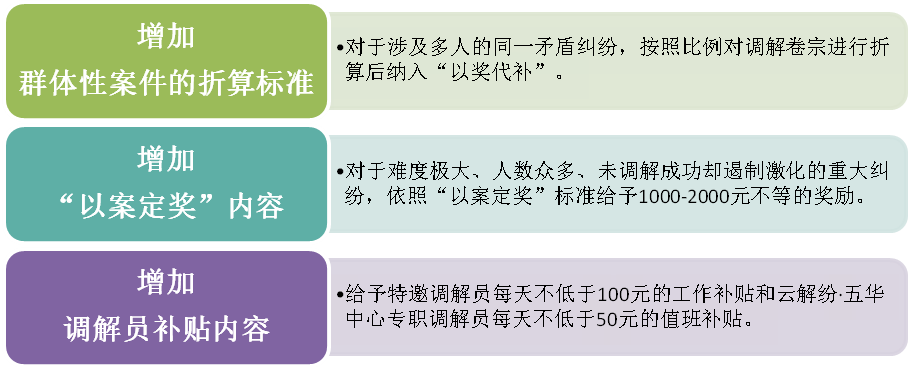 增加
群体性案件的折算标准
•对于涉及多人的同一矛盾纠纷，按照比例对调解卷宗进行折
算后纳入“以奖代补”。
增加
“以案定奖”内容
•对于难度极大、人数众多、未调解成功却遏制激化的重大纠
纷，依照“以案定奖”标准给予1000-2000元不等的奖励。
增加
调解员补贴内容
•给予特邀调解员每天不低于100元的工作补贴和云解纷·五华
中心专职调解员每天不低于50元的值班补贴。